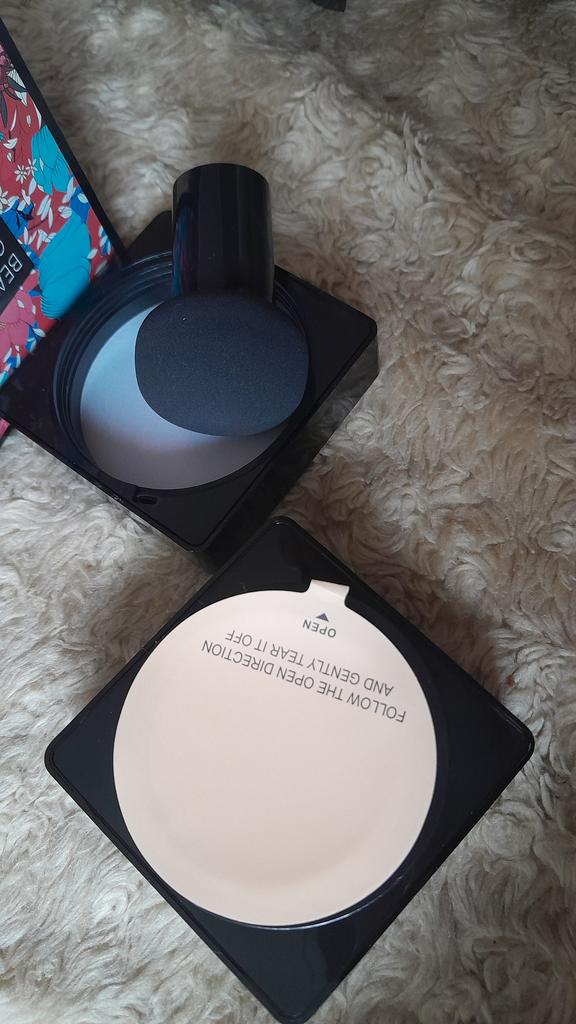 OPEN
FOLLOW THE OPEN DIRECTION
AND GENTLY TEAR IT OFF